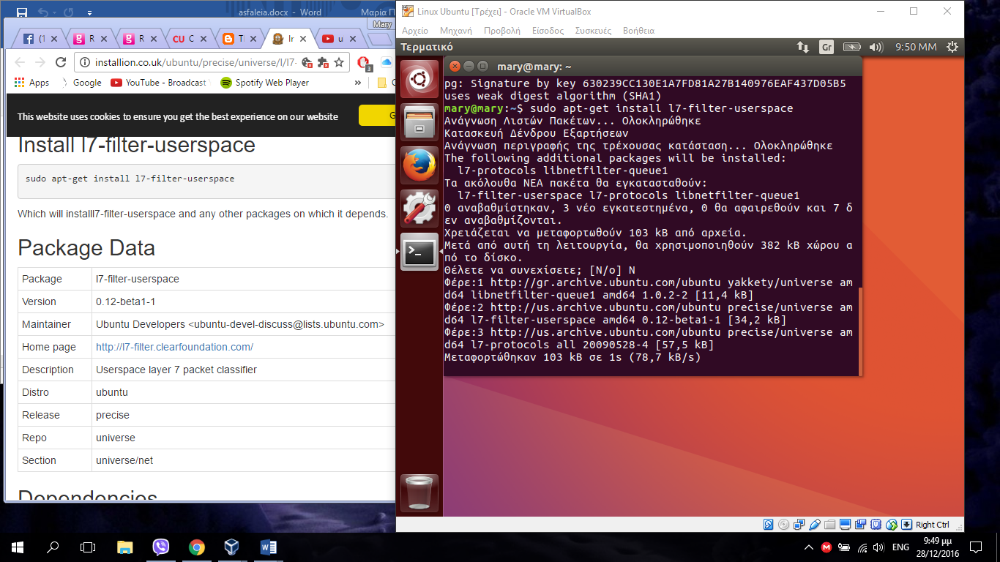 asfaleia.docx - Word
Μαρία Π
Mary
(1
R
R
CU C
T
Ir
u
installion.co.uk/ubuntu/precise/universe/l/l7-
3
Apps
Google
YouTube - Broadcast
Spotify Web Player
»
This website uses cookies to ensure you get the best experience on our website
G
Install l7-filter-userspace
sudo apt-get install l7-filter-userspace
Which will installl7-filter-userspace and any other packages on which it depends.
Package Data
Package l7-filter-userspace
Version 0.12-beta1-1
Maintainer Ubuntu Developers <ubuntu-devel-discuss@lists.ubuntu.com>
Home page http://l7-filter.clearfoundation.com/
Description Userspace layer 7 packet classifier
Distro ubuntu
Release precise
Repo universe
Section universe/net
Dependencies
Linux Ubuntu [Τρέχει] - Oracle VM VirtualBox
Αρχείο Μηχανή Προβολή Είσοδος Συσκευές Βοήθεια
Τερματικό
Gr
9:50 ΜΜ
mary@mary: ~
pg: Signature by key 630239CC130E1A7FD81A27B140976EAF437D05B5
uses weak digest algorithm (SHA1)
mary@mary:~$ sudo apt-get install l7-filter-userspace
Ανάγνωση Λιστών Πακέτων... Ολοκληρώθηκε
Κατασκευή Δένδρου Εξαρτήσεων
Ανάγνωση περιγραφής της τρέχουσας κατάσταση... Ολοκληρώθηκε
The following additional packages will be installed:
l7-protocols libnetfilter-queue1
Τα ακόλουθα ΝΕΑ πακέτα θα εγκατασταθούν:
l7-filter-userspace l7-protocols libnetfilter-queue1
0 αναβαθμίστηκαν, 3 νέο εγκατεστημένα, 0 θα αφαιρεθούν και 7 δ
εν αναβαθμίζονται.
Χρειάζεται να μεταφορτωθούν 103 kB από αρχεία.
Μετά από αυτή τη λειτουργία, θα χρησιμοποιηθούν 382 kB χώρου α
πό το δίσκο.
Θέλετε να συνεχίσετε; [Ν/ο] Ν
Φέρε:1 http://gr.archive.ubuntu.com/ubuntu yakkety/universe am
d64 libnetfilter-queue1 amd64 1.0.2-2 [11,4 kB]
Φέρε:2 http://us.archive.ubuntu.com/ubuntu precise/universe am
d64 l7-filter-userspace amd64 0.12-beta1-1 [34,2 kB]
Φέρε:3 http://us.archive.ubuntu.com/ubuntu precise/universe am
d64 l7-protocols all 20090528-4 [57,5 kB]
Μεταφορτώθηκαν 103 kB σε 1s (78,7 kB/s)
Right Ctrl
ENG
9:49 μμ
28/12/2016